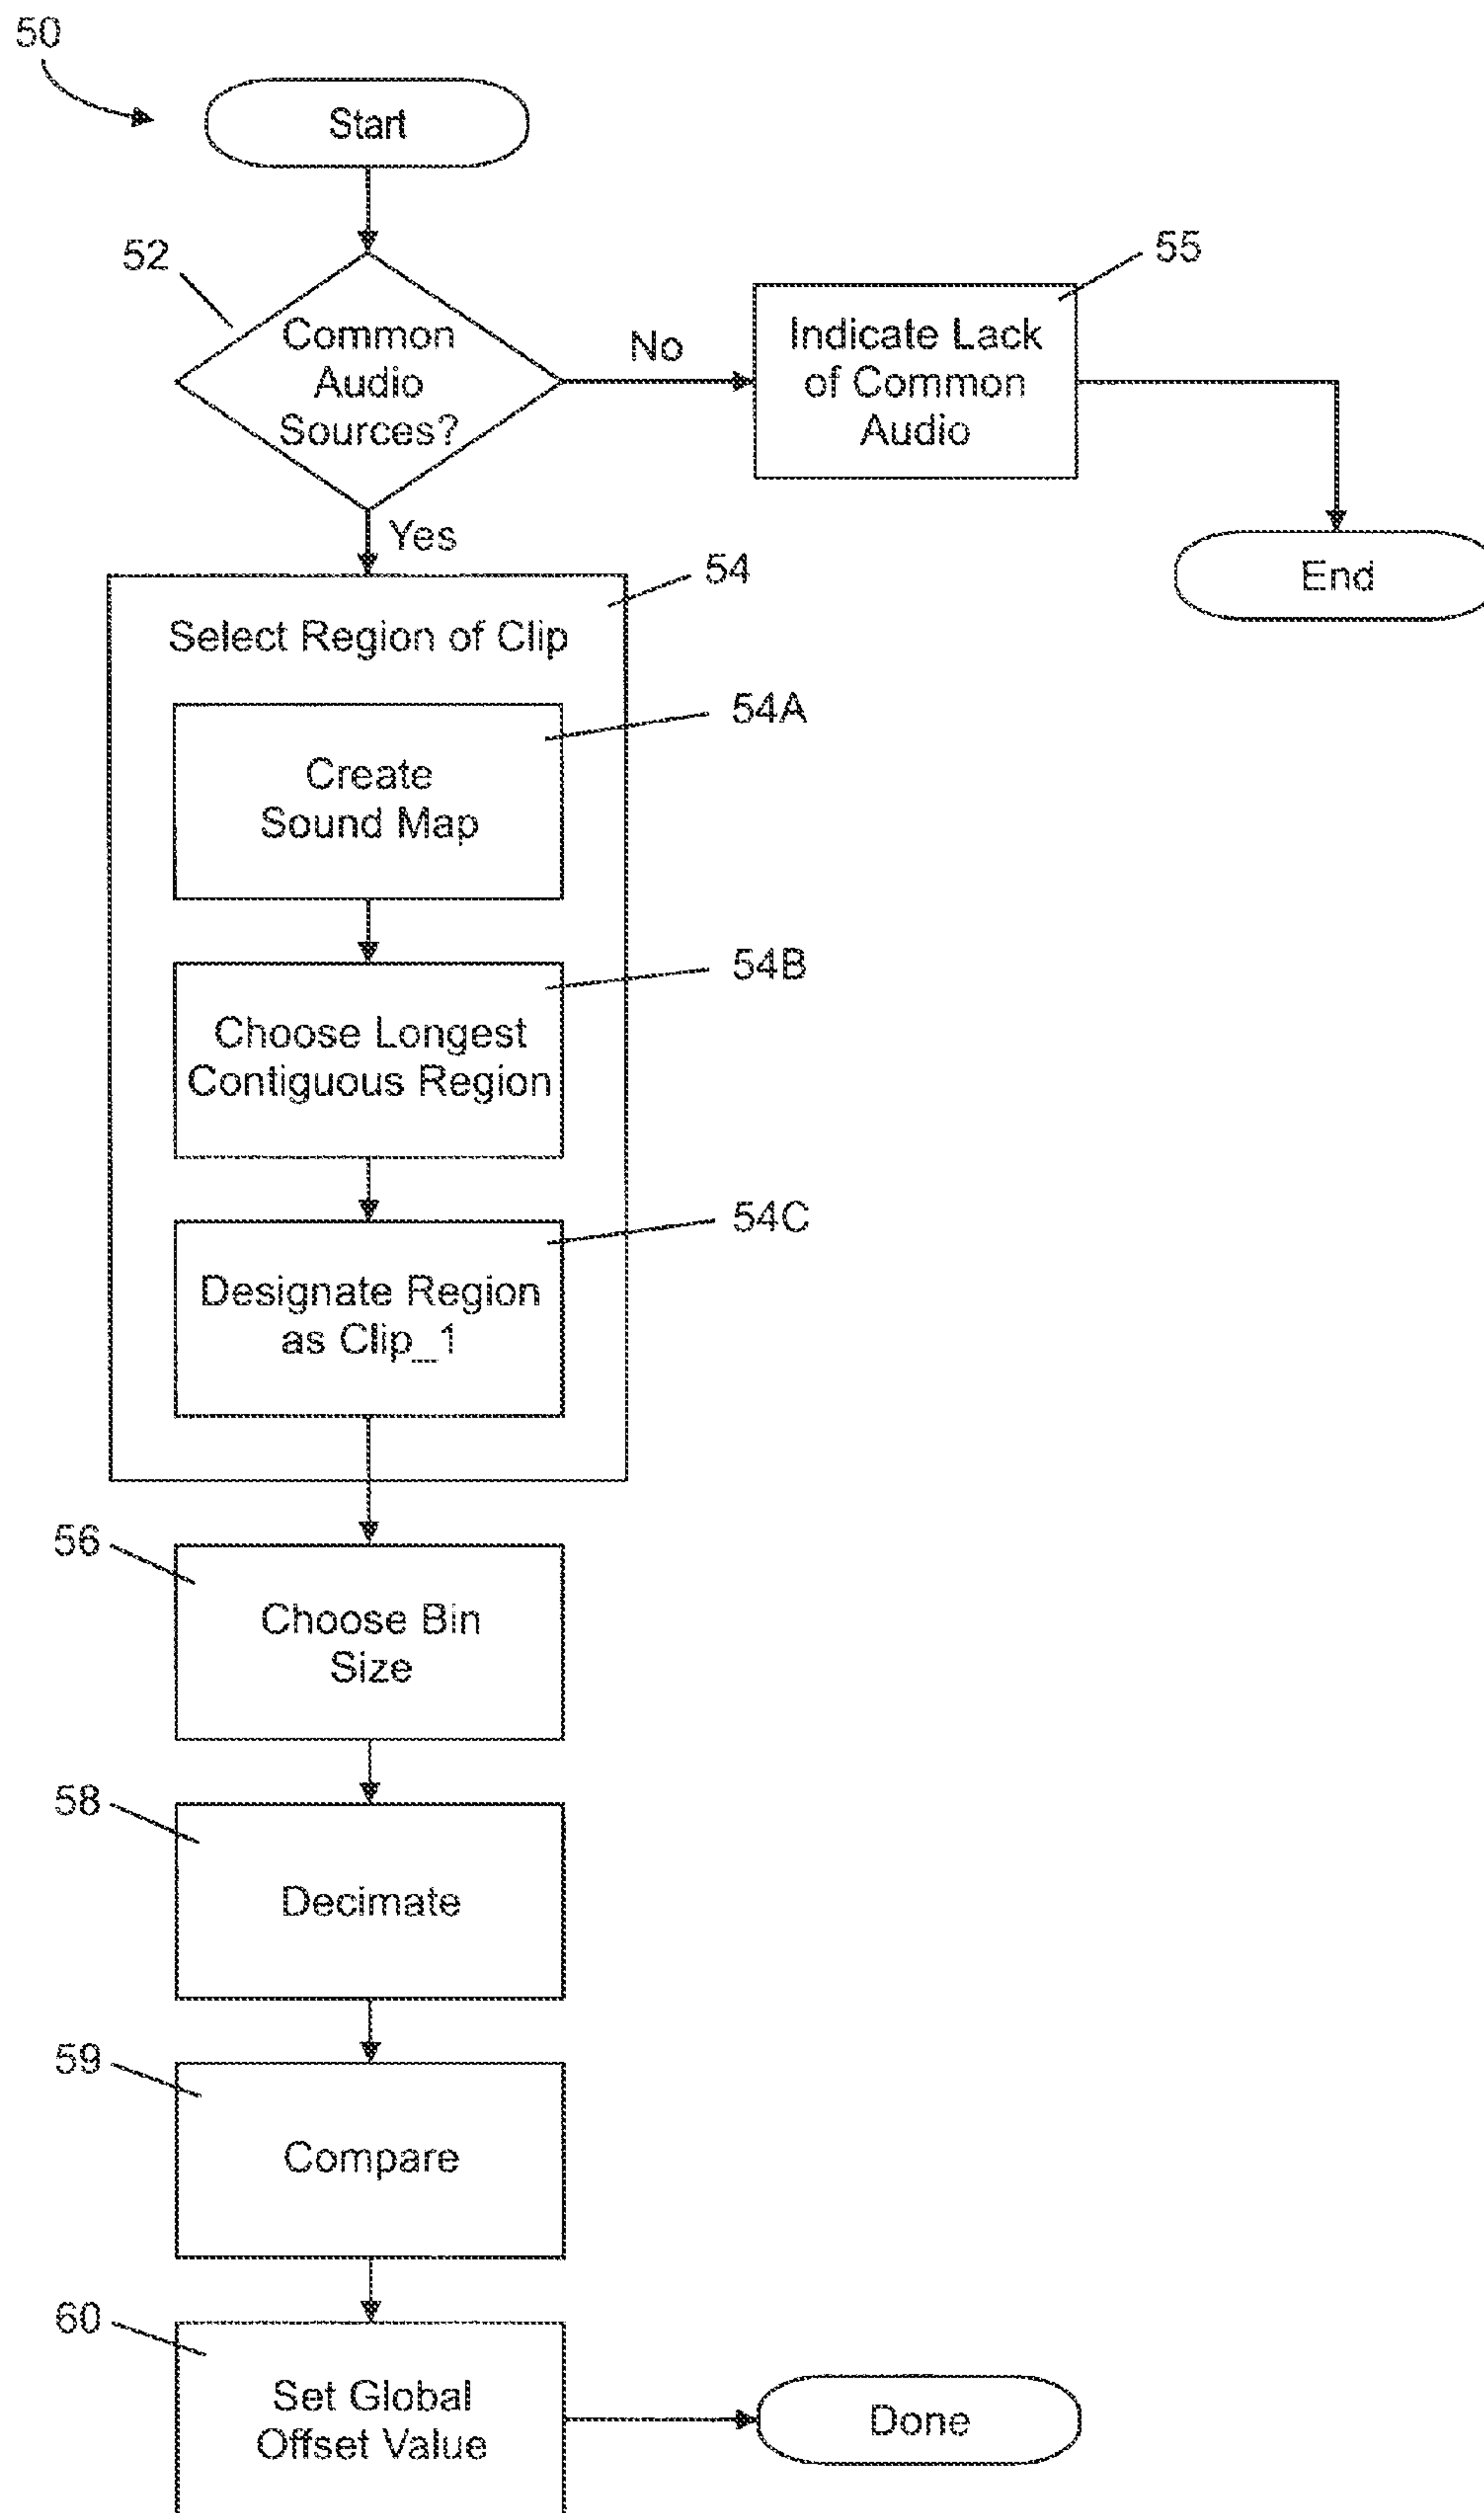 50
Start
52
Common
Audio
Sources?
No
55
Indicate Lack
of Common
Audio
Yes
End
54
Select Region of Clip
54A
Create
Sound Map
54B
Choose Longest
Contiguous Region
54C
Designate Region
as Clip_1
56
Choose Bin
Size
58
Decimate
59
Compare
60
Set Global
Offset Value
Done